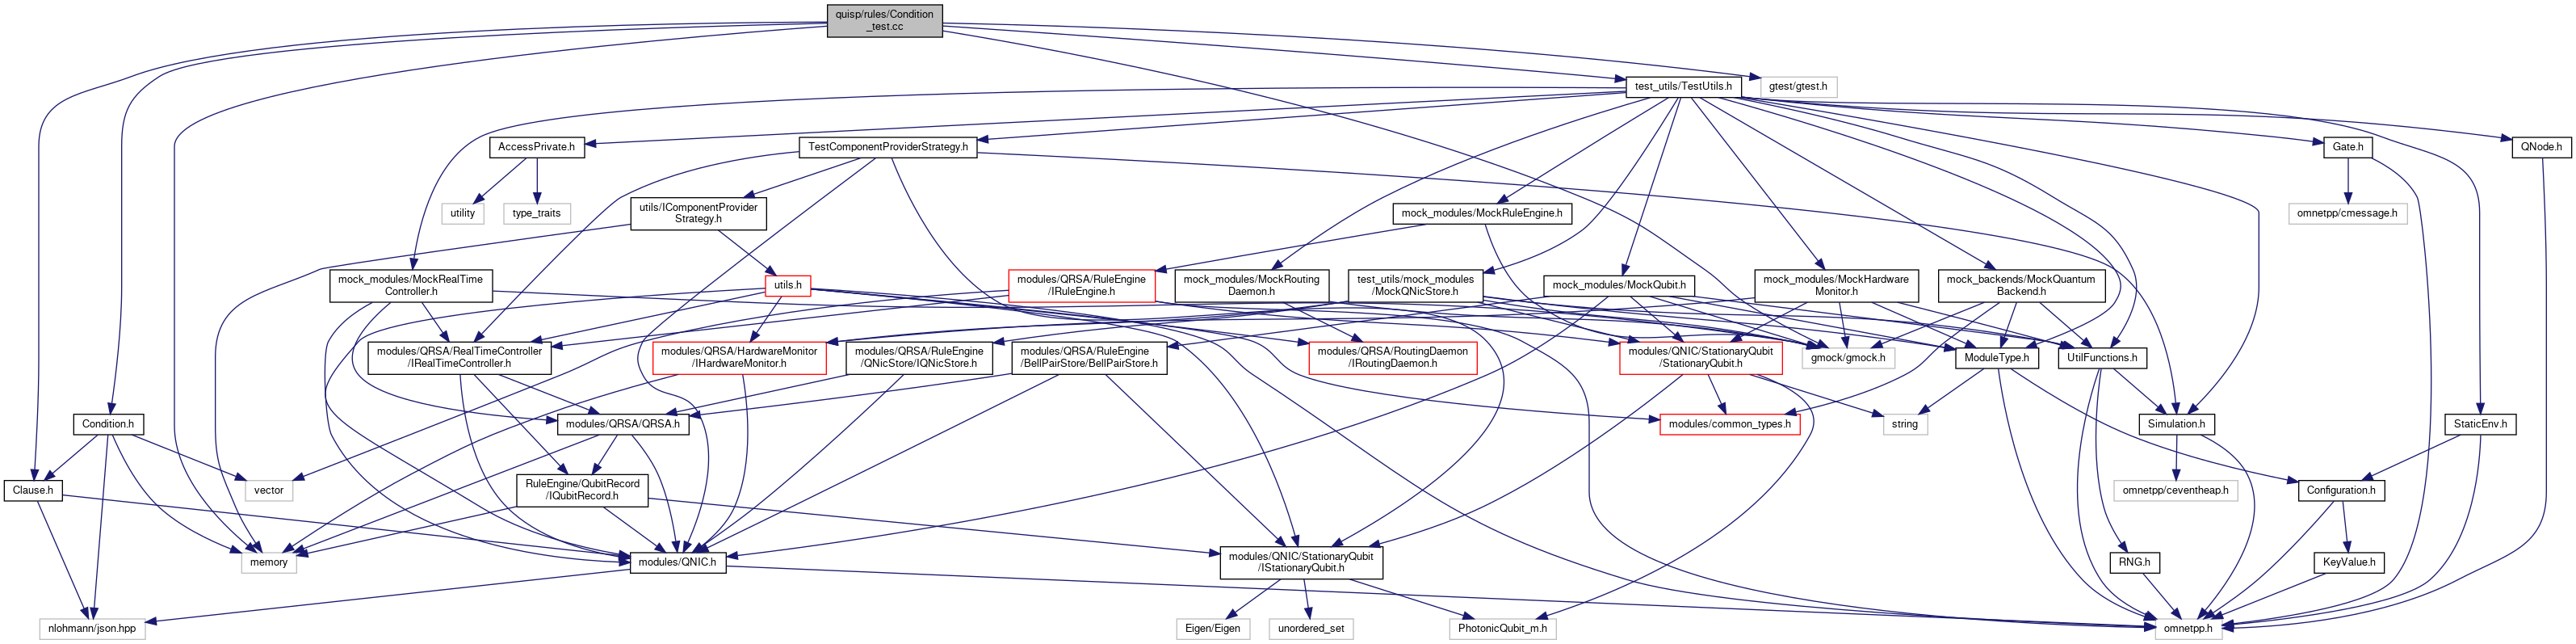 quisp/rules/Condition
_test.cc
test_utils/TestUtils.h
gtest/gtest.h
AccessPrivate.h
TestComponentProviderStrategy.h
Gate.h
QNode.h
utility
type_traits
utils/IComponentProvider
Strategy.h
mock_modules/MockRuleEngine.h
omnetpp/cmessage.h
mock_modules/MockRealTime
Controller.h
utils.h
modules/QRSA/RuleEngine
/IRuleEngine.h
mock_modules/MockRouting
Daemon.h
test_utils/mock_modules
/MockQNicStore.h
mock_modules/MockQubit.h
mock_modules/MockHardware
Monitor.h
mock_backends/MockQuantum
Backend.h
modules/QRSA/RealTimeController
/IRealTimeController.h
modules/QRSA/HardwareMonitor
/IHardwareMonitor.h
modules/QRSA/RuleEngine
/QNicStore/IQNicStore.h
modules/QRSA/RuleEngine
/BellPairStore/BellPairStore.h
modules/QRSA/RoutingDaemon
/IRoutingDaemon.h
modules/QNIC/StationaryQubit
/StationaryQubit.h
gmock/gmock.h
ModuleType.h
UtilFunctions.h
Condition.h
modules/QRSA/QRSA.h
modules/common_types.h
string
Simulation.h
StaticEnv.h
Clause.h
vector
RuleEngine/QubitRecord
/IQubitRecord.h
omnetpp/ceventheap.h
Configuration.h
memory
modules/QNIC.h
modules/QNIC/StationaryQubit
/IStationaryQubit.h
RNG.h
KeyValue.h
nlohmann/json.hpp
Eigen/Eigen
unordered_set
PhotonicQubit_m.h
omnetpp.h